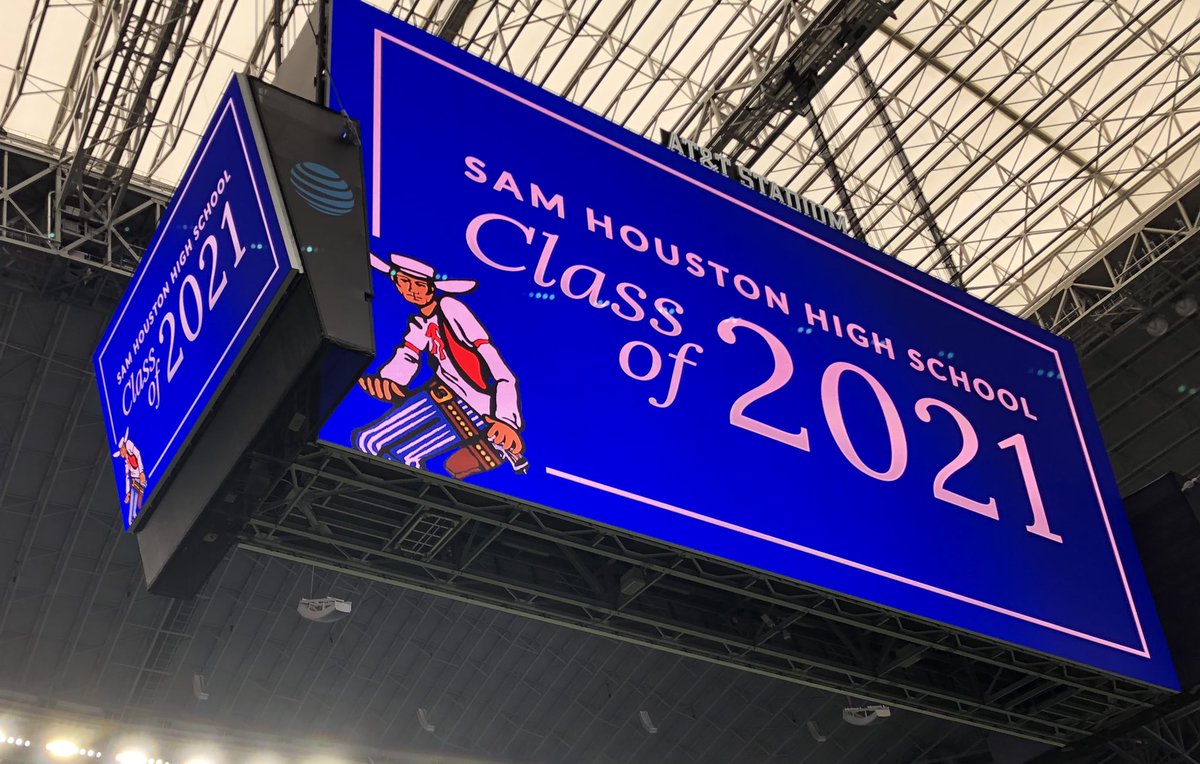 AT&T STADIUM
SAM HOUSTON HIGH SCHOOL
Class
of 2021
SAM HOUSTON HIGH SCHOOL
Class
of 2021